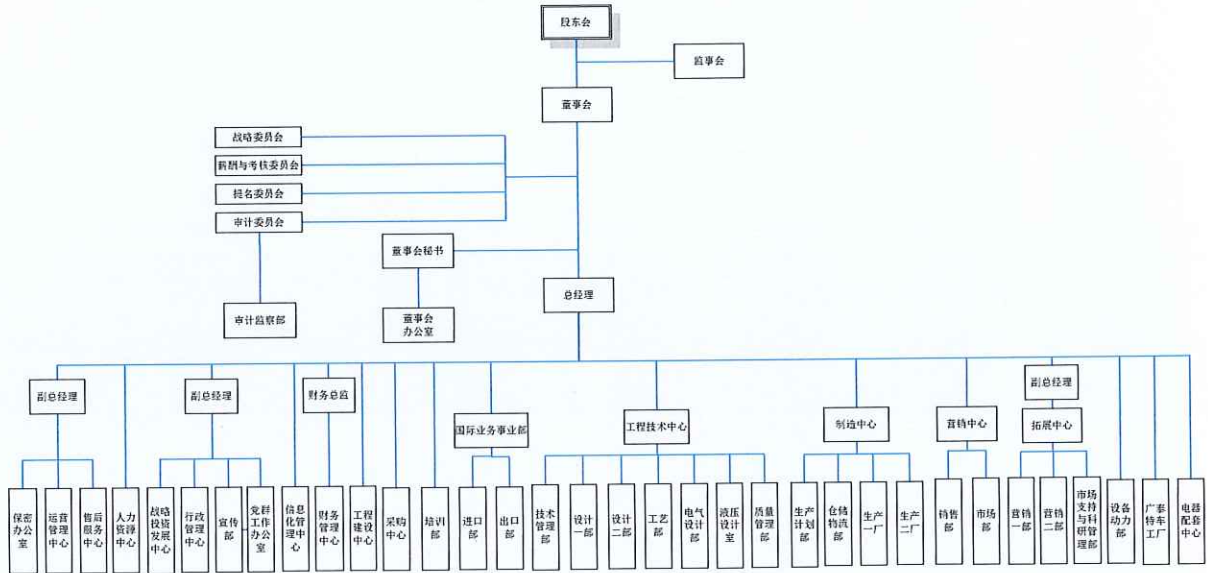 股东会
监事会
董事会
战略委员会
薪酬与考核委员会
提名委员会
审计委员会
董事会秘书
总经理
审计监察部
董事会
办公室
副总经理
副总经理
财务总监
副总经理
国际业务事业部
工程技术中心
制造中心
营销中心
拓展中心
保密办公室
运营管理中心
售后服务中心
人力资源中心
战略投资发展中心
行政管理中心
宣传部
党群工作办公室
信息化管理中心
财务管理中心
工程建设中心
采购中心
培训部
进口部
出口部
技术管理部
设计一部
设计二部
工艺部
电气设计部
液压设计室
质量管理部
生产计划部
仓储物流部
生产一厂
生产二厂
销售部
市场部
营销一部
营销二部
市场支持与科研管理部
设备动力部
广泰特车工厂
电器配套中心